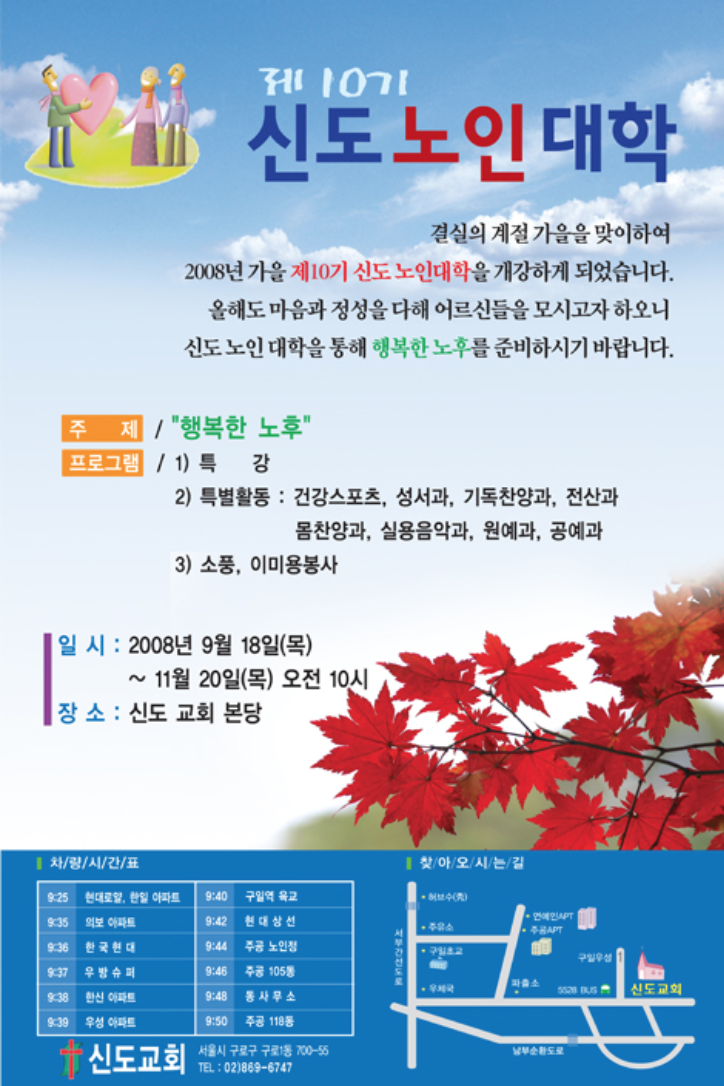 제10기
신도노인대학
결실의 계절 가을을 맞이하여
2008년 가을 제10기 신도 노인대학을 개강하게 되었습니다.
올해도 마음과 정성을 다해 어르신들을 모시고자 하오니
신도 노인 대학을 통해 행복한 노후를 준비하시기 바랍니다.
주 제 / "행복한 노후"
프로그램 / 1) 특 강
2) 특별활동 : 건강스포츠, 성서과, 기독찬양과, 전산과
몸찬양과, 실용음악과, 원예과, 공예과
3) 소풍, 이미용봉사
일 시 : 2008년 9월 18일(목)
~ 11월 20일(목) 오전 10시
장 소 : 신도 교회 본당
차/량/시/간/표
9:25 현대로얄, 한일 아파트 9:40 구일역 육교
9:35 의보 아파트 9:42 현 대 상 선
9:36 한 국 현 대 9:44 주공 노인정
9:37 우 방 슈 퍼 9:46 주공 105동
9:38 한신 아파트 9:48 동 사 무 소
9:39 우성 아파트 9:50 주공 118동
신도교회
서울시 구로구 구로1동 700-55
TEL : 02)869-6747
찾/아/오/시/는/길
허브수(秀)
주유소
구일초교
우체국
서부간선도로
연예인APT
주공APT
파출소
구일우성
1
5528 BUS
신도교회
남부순환도로